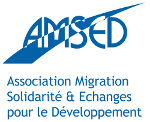 AMSED
Association Migration
Solidarité & Echanges
pour le Développement